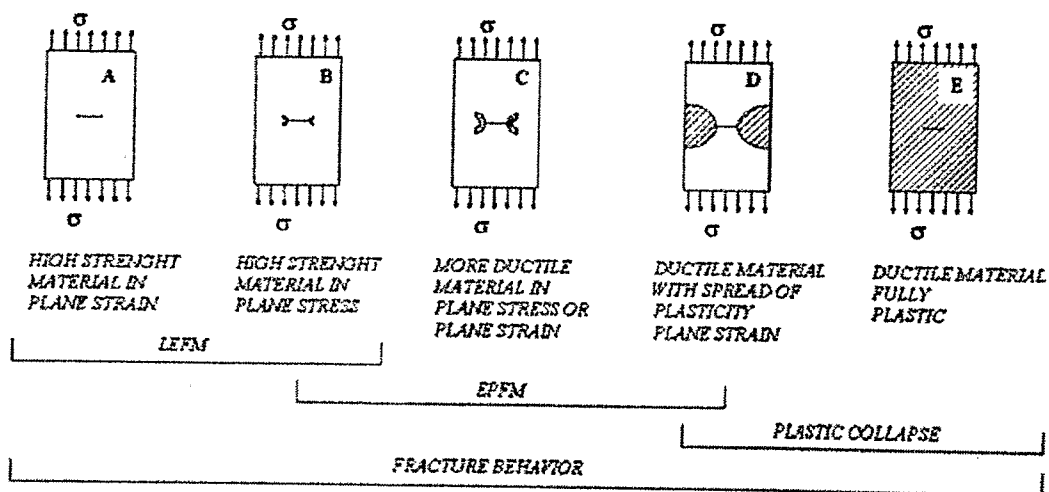 σ
σ
σ
σ
σ
A
B
C
D
E
σ
σ
σ
σ
σ
HIGH STRENGHT
MATERIAL IN
PLANE STRAIN
HIGH STRENGHT
MATERIAL IN
PLANE STRESS
MORE DUCTILE
MATERIAL IN
PLANE STRESS OR
PLANE STRAIN
DUCTILE MATERIAL
WITH SPREAD OF
PLASTICITY
PLANE STRAIN
DUCTILE MATERIAL
FULLY
PLASTIC
LEFM
EPFM
PLASTIC COLLAPSE
FRACTURE BEHAVIOR